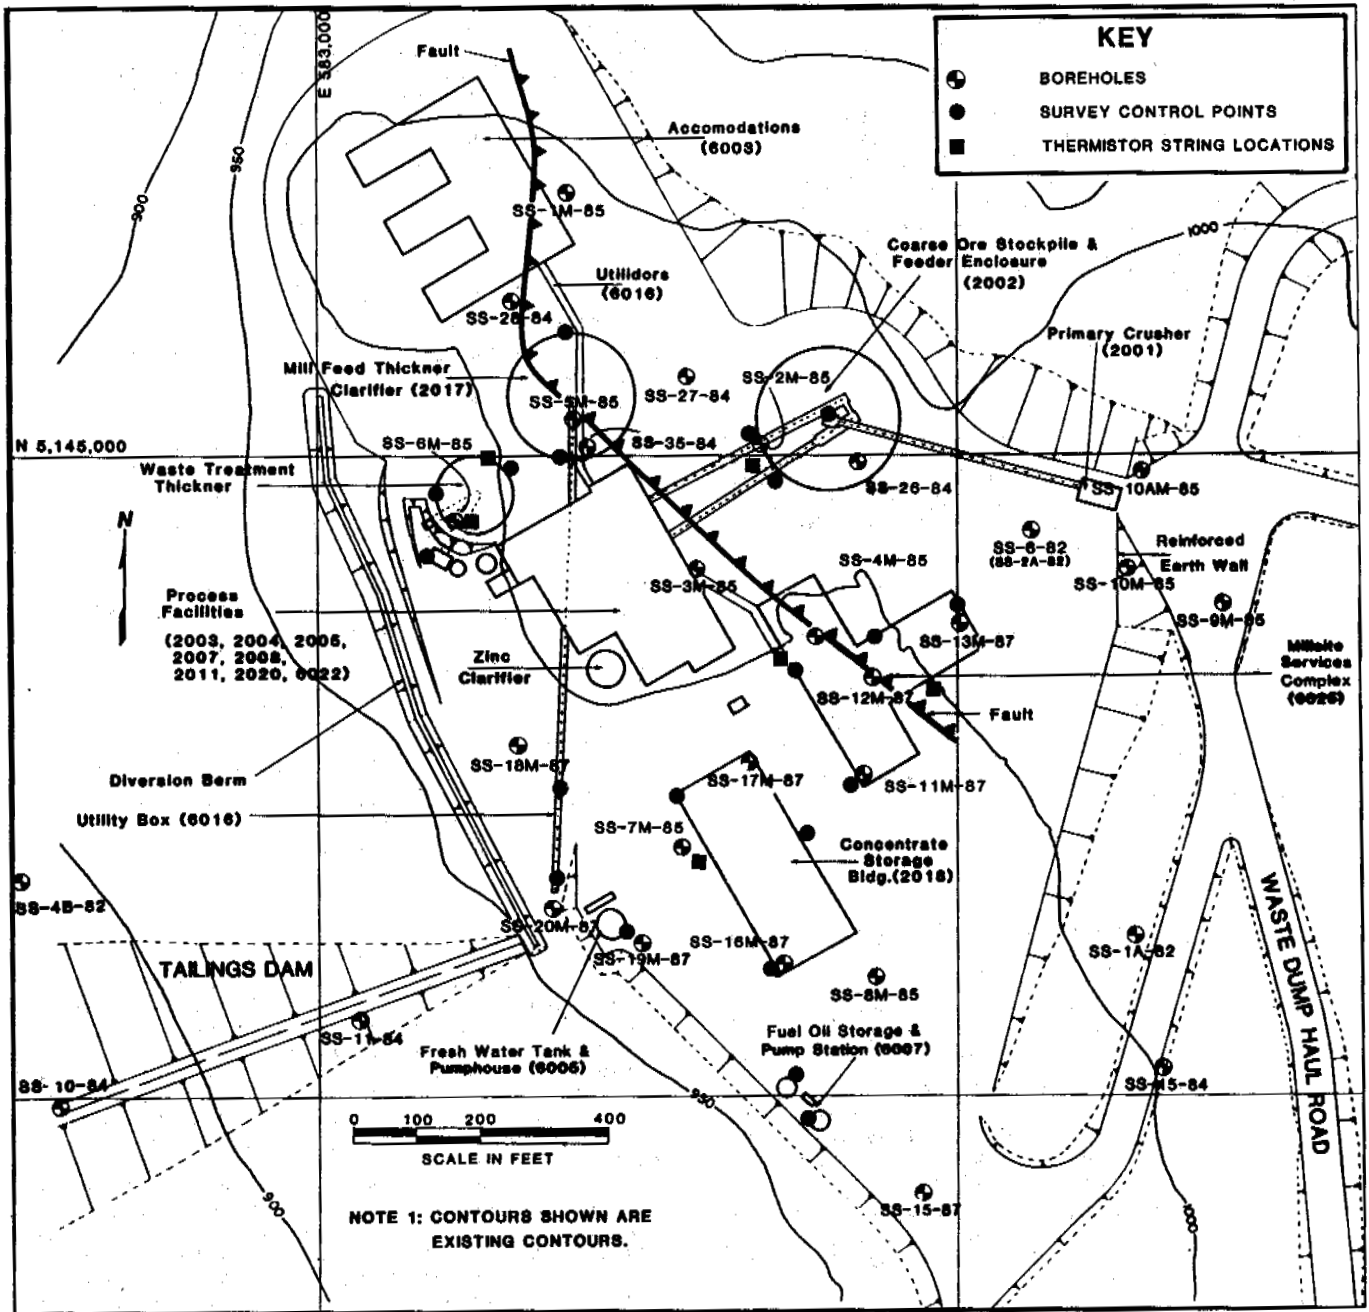 KEY
BOREHOLES
SURVEY CONTROL POINTS
THERMISTOR STRING LOCATIONS
E 583,000
Fault
950
900
Accomodations
(6003)
SS-1M-85
1000
Coarse Ore Stockpile &
Feeder Enclosure
(2002)
Utilidors
(6016)
SS-28-84
Primary Crusher
(2001)
Mill Feed Thickner
Clarifier (2017)
SS-2M-85
SS-27-84
SS-5M-85
N 5,145,000
SS-6M-85
SS-35-84
Waste Treatment
Thickner
SS-26-84
SS-10AM-85
N
SS-6-82
(SS-2A-82)
Reinforced
Earth Wall
SS-4M-85
SS-10M-85
SS-3M-85
Process
Facilities
(2003, 2004, 2005,
2007, 2008,
2011, 2020, 6022)
SS-9M-85
SS-13M-87
Zinc
Clarifier
Millsite
Services
Complex
(6025)
SS-12M-87
Fault
SS-18M-87
Diversion Berm
SS-17M-87
SS-11M-87
Utility Box (6016)
SS-7M-85
Concentrate
Storage
Bldg.(2018)
SS-4B-82
SS-20M-87
SS-16M-87
SS-1A-82
WASTE DUMP HAUL ROAD
TAILINGS DAM
SS-19M-87
SS-8M-85
SS-11-84
Fuel Oil Storage &
Pump Station (6007)
Fresh Water Tank &
Pumphouse (6005)
SS-10-84
SS-15-84
950
0 100 200 400
SCALE IN FEET
900
SS-15-87
1000
NOTE 1: CONTOURS SHOWN ARE
EXISTING CONTOURS.